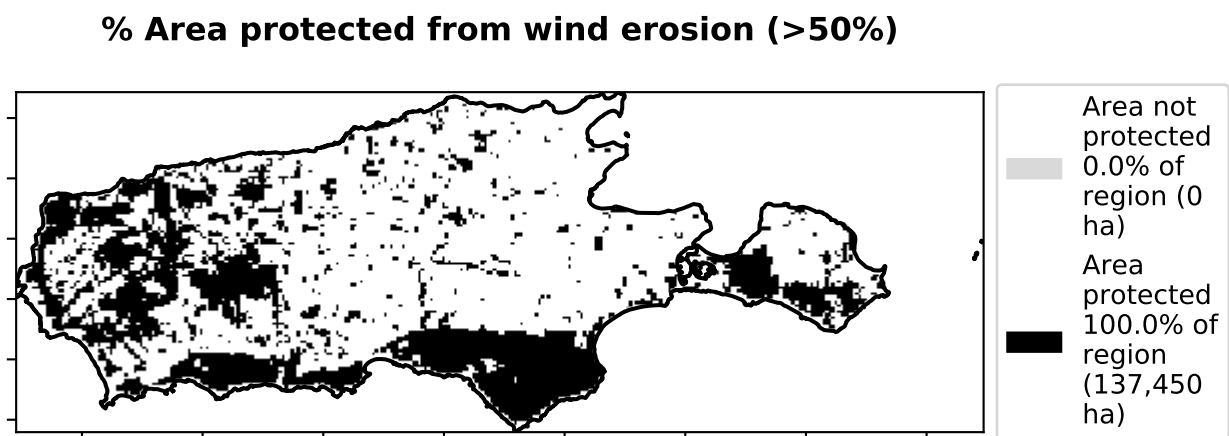 % Area protected from wind erosion (>50%)
Area not
protected
0.0% of
region (0
ha)
Area
protected
100.0% of
region
(137,450
ha)